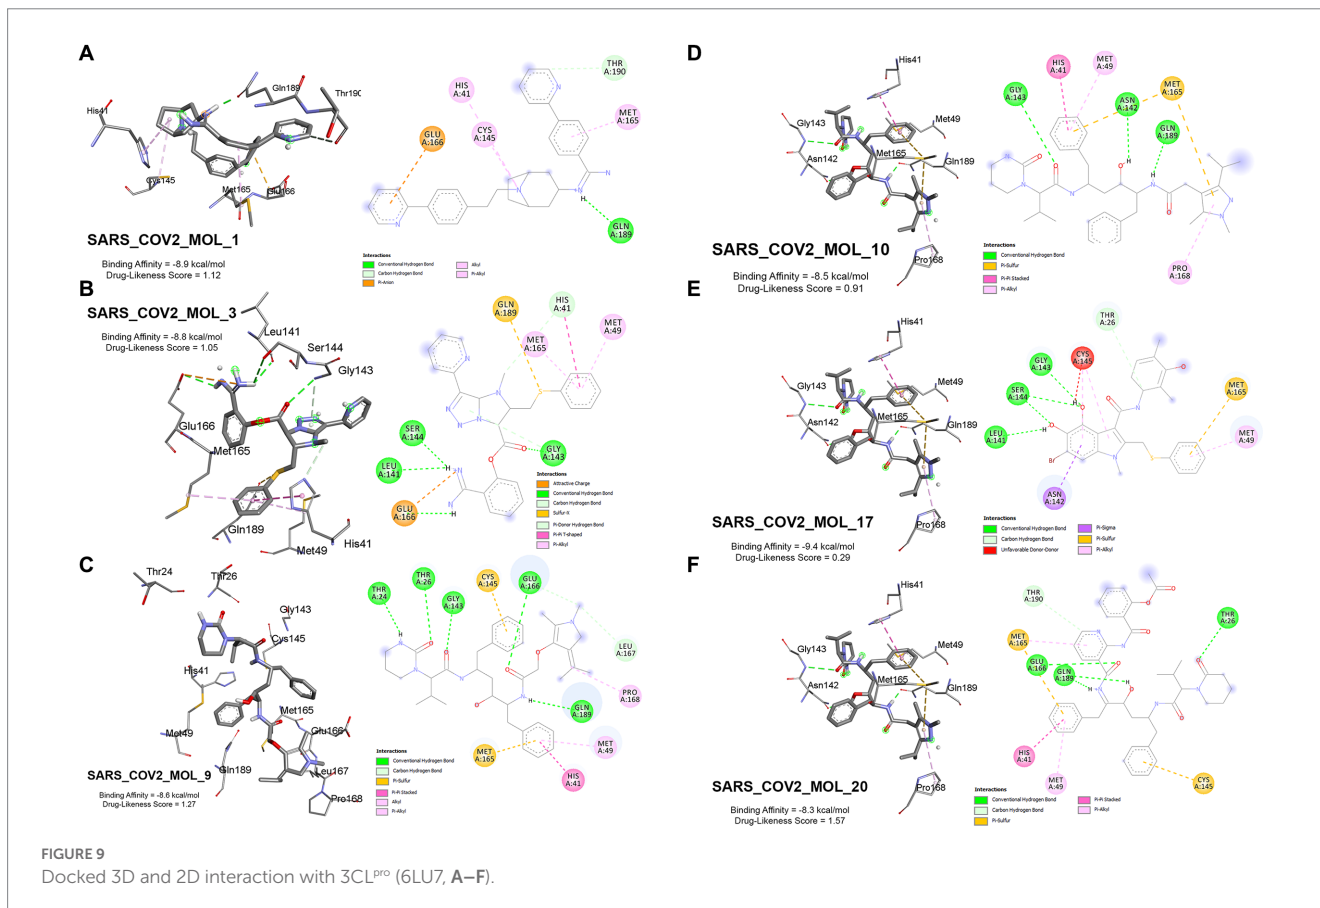 A
His41
Gln189
Thr190
Cys145
Met165
Glu166
SARS_COV2_MOL_1
Binding Affinity = -8.9 kcal/mol
Drug-Likeness Score = 1.12
THR
A:190
HIS
A:41
MET
A:165
CYS
A:145
GLU
A:166
N
N
N
N
H
GLN
A:189
Interactions
Conventional Hydrogen Bond
Carbon Hydrogen Bond
Pi-Anion
Alkyl
Pi-Alkyl
B
SARS_COV2_MOL_3
Binding Affinity = -8.8 kcal/mol
Drug-Likeness Score = 1.05
Leu141
Ser144
Gly143
Glu166
Met165
Gln189
Met49
His41
GLN
A:189
HIS
A:41
MET
A:165
MET
A:49
SER
A:144
LEU
A:141
GLY
A:143
GLU
A:166
Interactions
Attractive Charge
Conventional Hydrogen Bond
Carbon Hydrogen Bond
Sulfur-X
Pi-Donor Hydrogen Bond
Pi-Pi T-shaped
Pi-Alkyl
C
Thr24
Thr26
Gly143
Cys145
His41
Met165
Met49
Glu166
Gln189
Leu167
Pro168
SARS_COV2_MOL_9
Binding Affinity = -8.6 kcal/mol
Drug-Likeness Score = 1.27
THR
A:24
THR
A:26
GLY
A:143
CYS
A:145
GLU
A:166
LEU
A:167
PRO
A:168
GLN
A:189
MET
A:49
MET
A:165
HIS
A:41
Interactions
Conventional Hydrogen Bond
Carbon Hydrogen Bond
Pi-Sulfur
Pi-Pi Stacked
Alkyl
Pi-Alkyl
D
His41
Gly143
Met49
Asn142
Met165
Gln189
Pro168
SARS_COV2_MOL_10
Binding Affinity = -8.5 kcal/mol
Drug-Likeness Score = 0.91
HIS
A:41
MET
A:49
GLY
A:143
ASN
A:142
MET
A:165
GLN
A:189
PRO
A:168
Interactions
Conventional Hydrogen Bond
Pi-Sulfur
Pi-Pi Stacked
Pi-Alkyl
E
His41
Gly143
Met49
Asn142
Met165
Gln189
Pro168
SARS_COV2_MOL_17
Binding Affinity = -9.4 kcal/mol
Drug-Likeness Score = 0.29
THR
A:26
GLY
A:143
CYS
A:145
SER
A:144
LEU
A:141
MET
A:165
MET
A:49
Br
ASN
A:142
Interactions
Conventional Hydrogen Bond
Carbon Hydrogen Bond
Unfavorable Donor-Donor
Pi-Sigma
Pi-Sulfur
Pi-Alkyl
F
His41
Gly143
Met49
Asn142
Met165
Gln189
Pro168
SARS_COV2_MOL_20
Binding Affinity = -8.3 kcal/mol
Drug-Likeness Score = 1.57
THR
A:190
MET
A:165
GLU
A:166
GLN
A:189
THR
A:26
HIS
A:41
MET
A:49
CYS
A:145
Interactions
Conventional Hydrogen Bond
Carbon Hydrogen Bond
Pi-Sulfur
Pi-Pi Stacked
Pi-Alkyl
FIGURE 9
Docked 3D and 2D interaction with 3CLpro (6LU7, A–F).